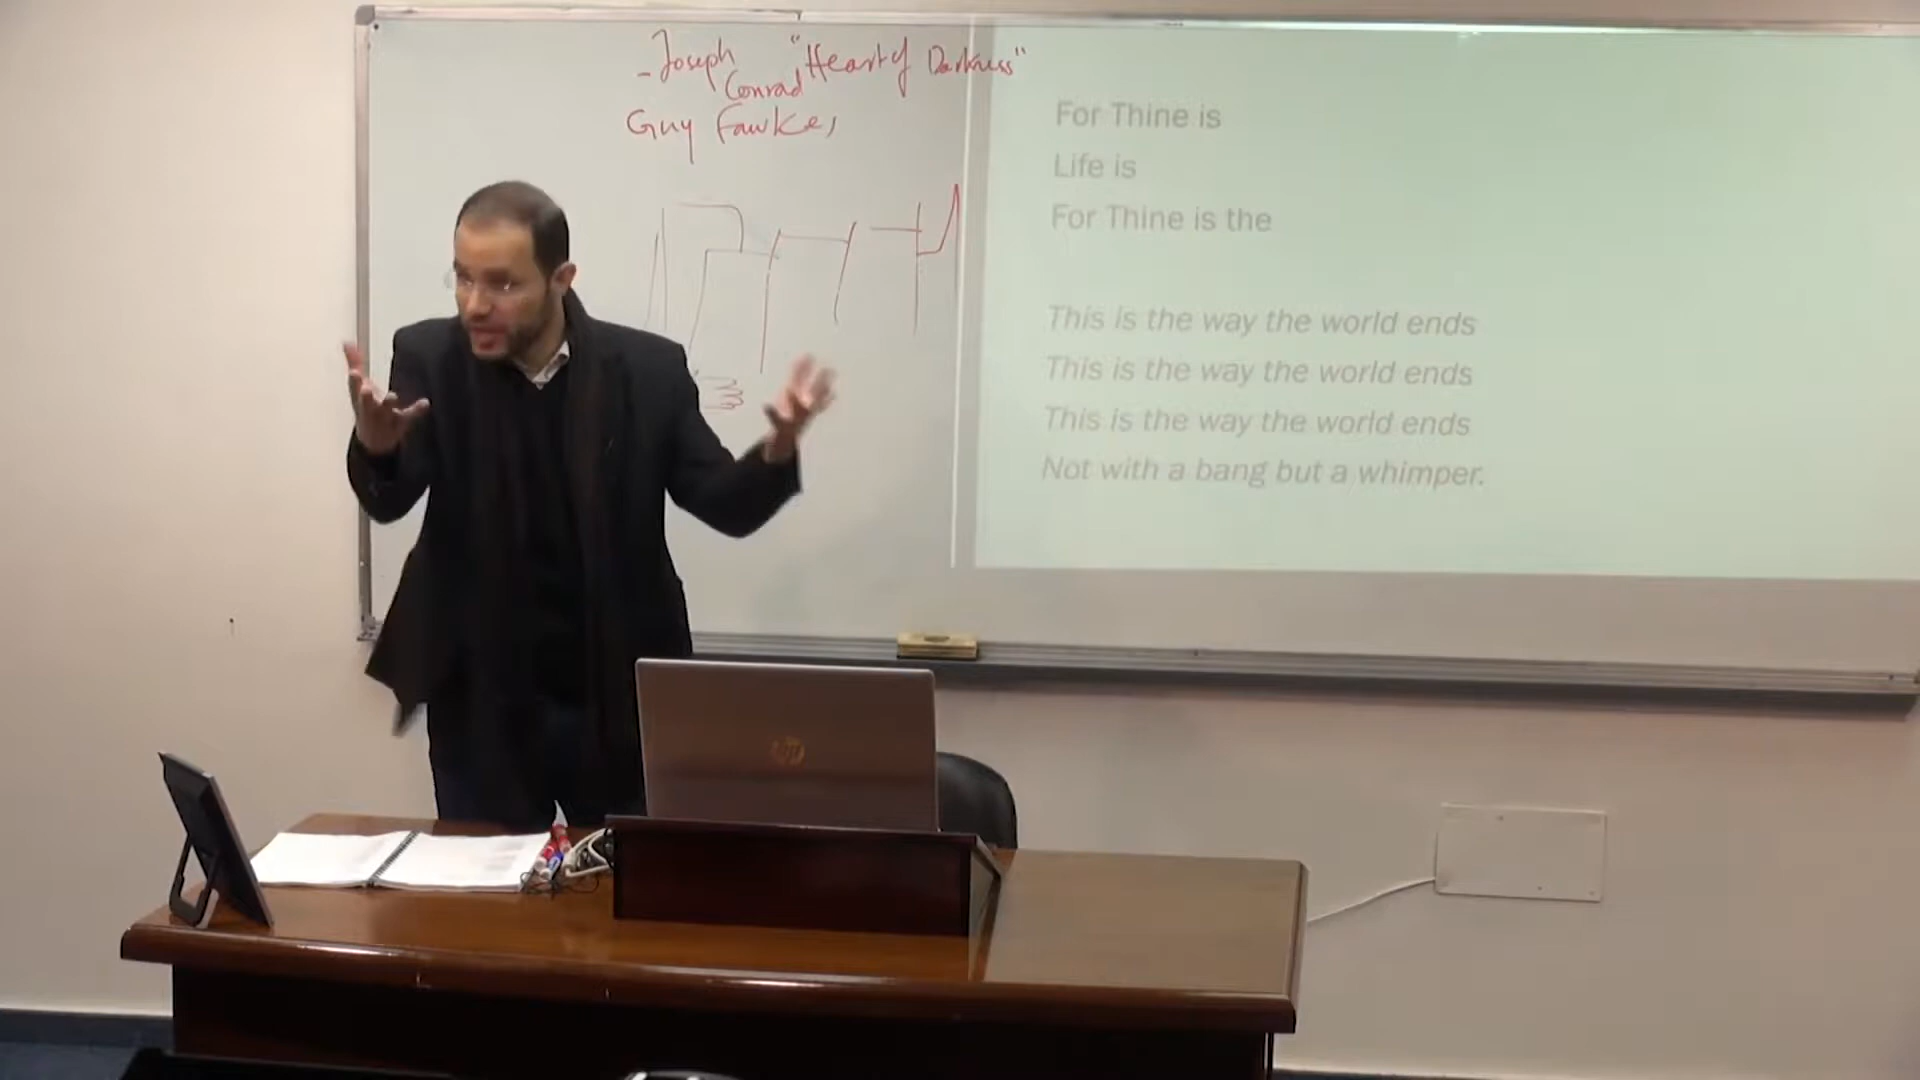 - Joseph "Heart of Darkness"
Conrad
Guy Fawkes
For Thine is
Life is
For Thine is the
This is the way the world ends
This is the way the world ends
This is the way the world ends
Not with a bang but a whimper.
hp